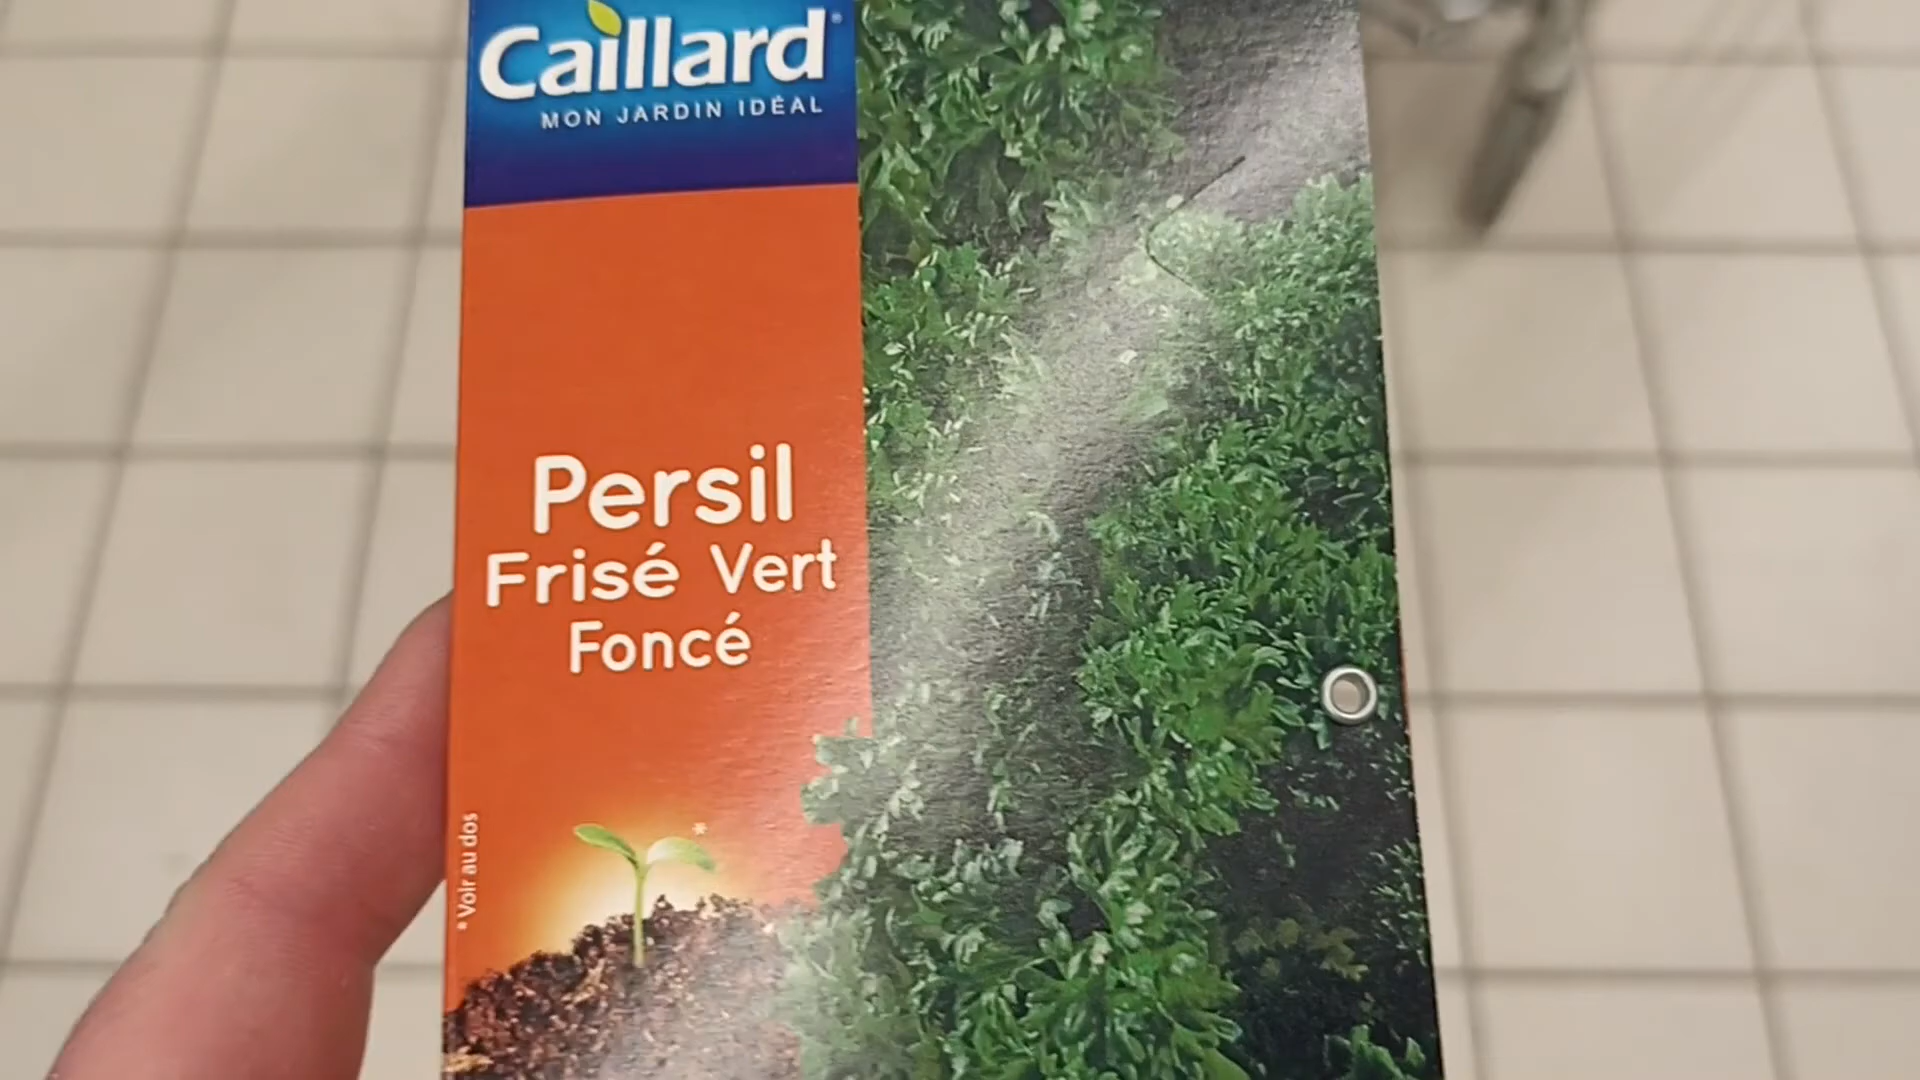 Caillard
MON JARDIN IDÉAL
Persil
Frisé Vert
Foncé
*
* Voir au dos